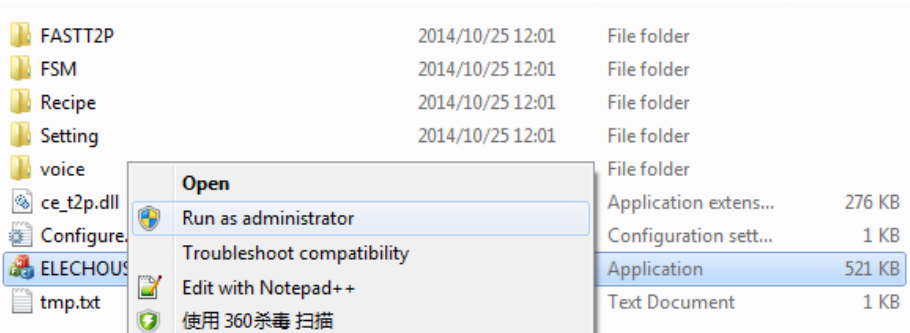 FASTT2P 2014/10/25 12:01 File folder
FSM 2014/10/25 12:01 File folder
Recipe 2014/10/25 12:01 File folder
Setting 2014/10/25 12:01 File folder
voice File folder
Open
ce_t2p.dll Application extens... 276 KB
Run as administrator
Configure. Configuration sett... 1 KB
Troubleshoot compatibility
ELECHOUS Application 521 KB
Edit with Notepad++
tmp.txt Text Document 1 KB
使用 360杀毒 扫描